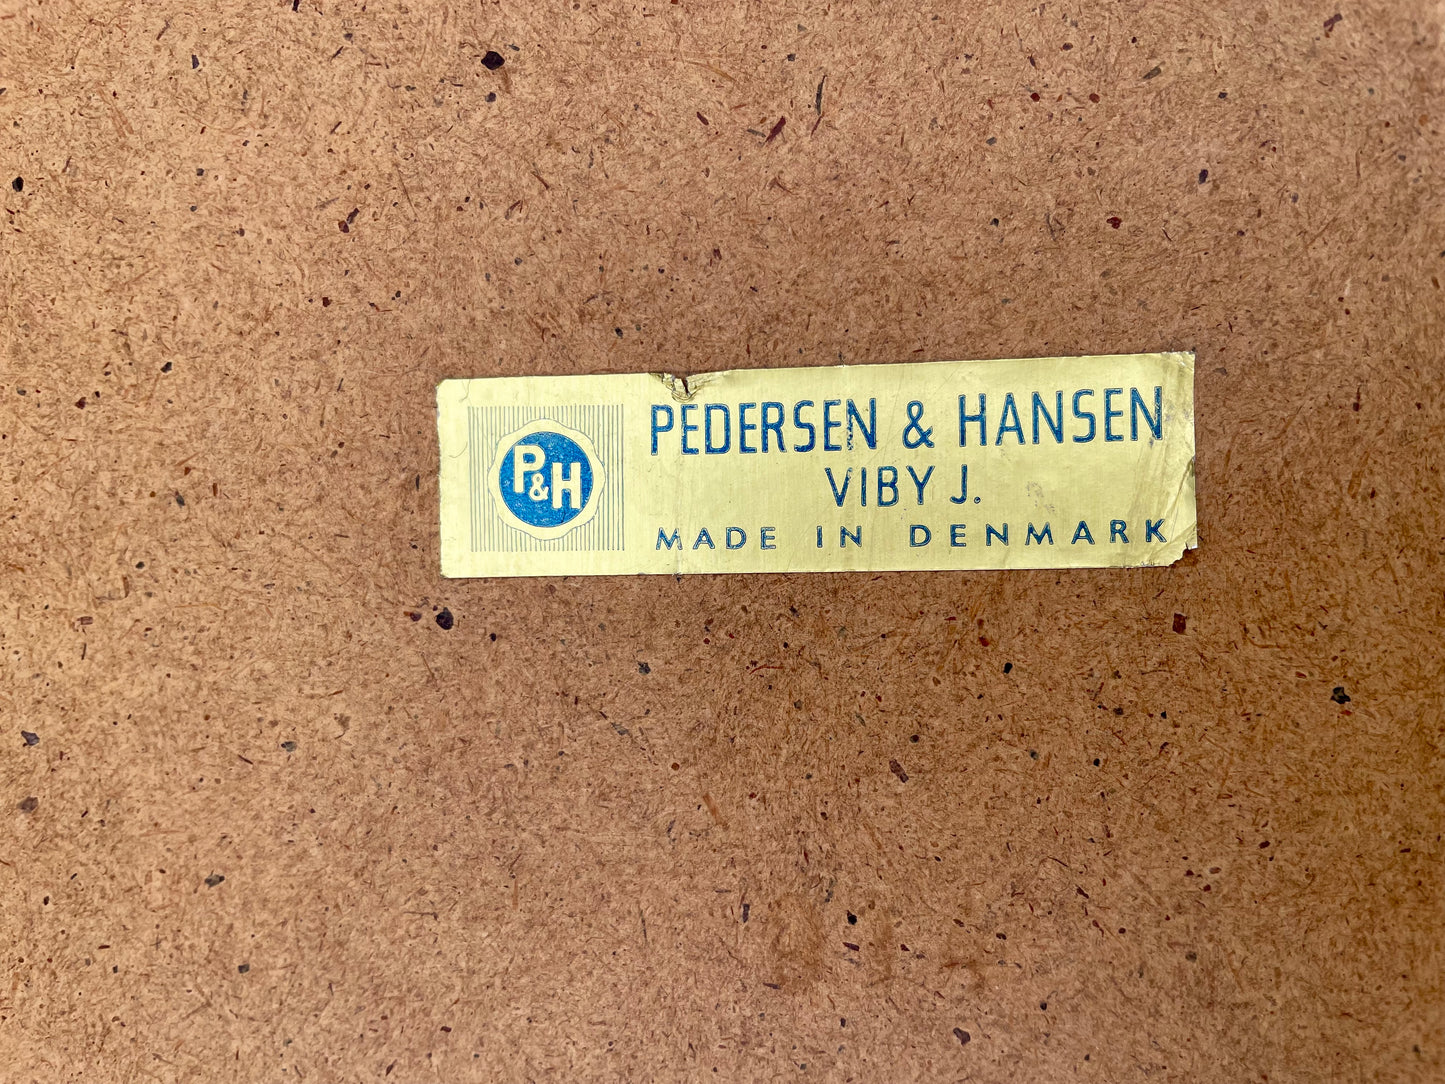 P&H
PEDERSEN & HANSEN
VIBY J.
MADE IN DENMARK